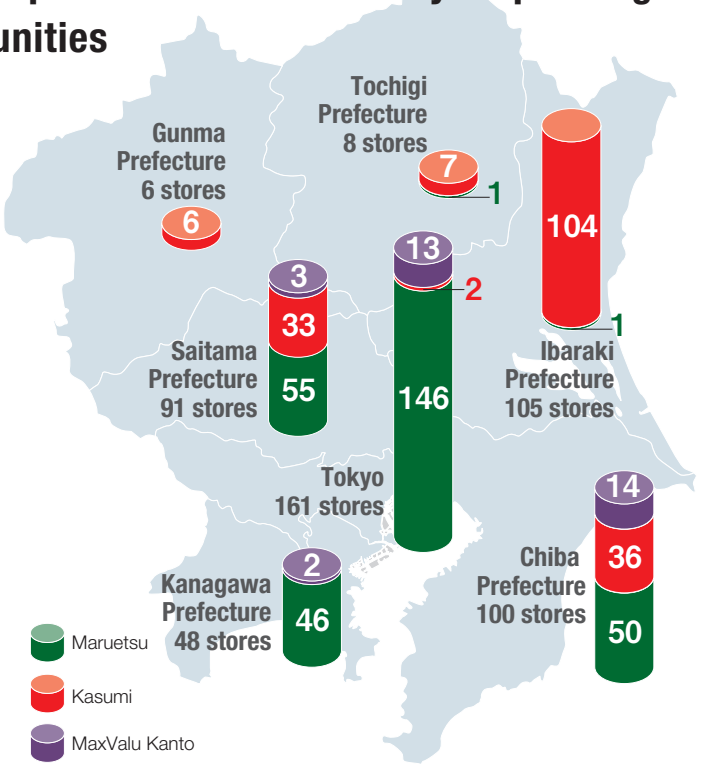 unities
Tochigi
Prefecture
8 stores
7
1
Gunma
Prefecture
6 stores
6
104
1
Ibaraki
Prefecture
105 stores
13
2
146
Tokyo
161 stores
3
33
55
Saitama
Prefecture
91 stores
14
36
50
Chiba
Prefecture
100 stores
2
46
Kanagawa
Prefecture
48 stores
Maruetsu
Kasumi
MaxValu Kanto